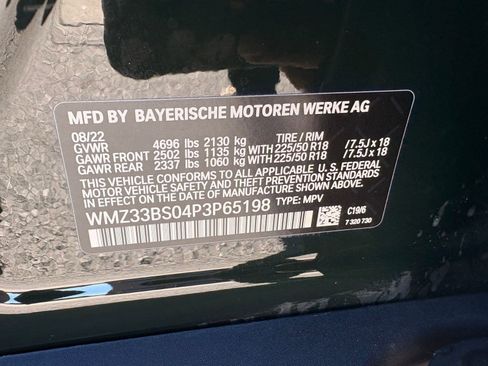 MFD BY BAYERISCHE MOTOREN WERKE AG
08/22
GVWR 4696 lbs 2130 kg TIRE / RIM
GAWR FRONT 2502 lbs 1135 kg WITH 225/50 R18 /7.5J x 18
GAWR REAR 2337 lbs 1060 kg WITH 225/50 R18 /7.5J x 18
THIS VEHICLE CONFORMS TO ALL APPLICABLE U. S. FEDERAL
MOTOR VEHICLE SAFETY, BUMPER, AND THEFT PREVENTION STANDARDS
IN EFFECT ON THE DATE OF MANUFACTURE SHOWN ABOVE.
WMZ33BS04P3P65198 TYPE: MPV
C19/6
7 320 730